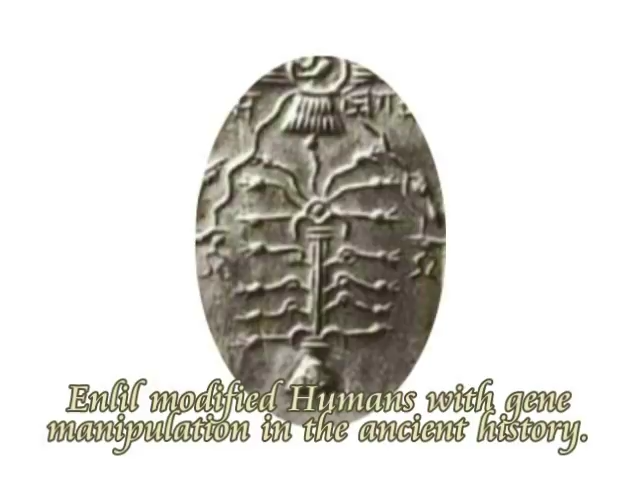 Enlil modified Humans with gene
manipulation in the ancient history.